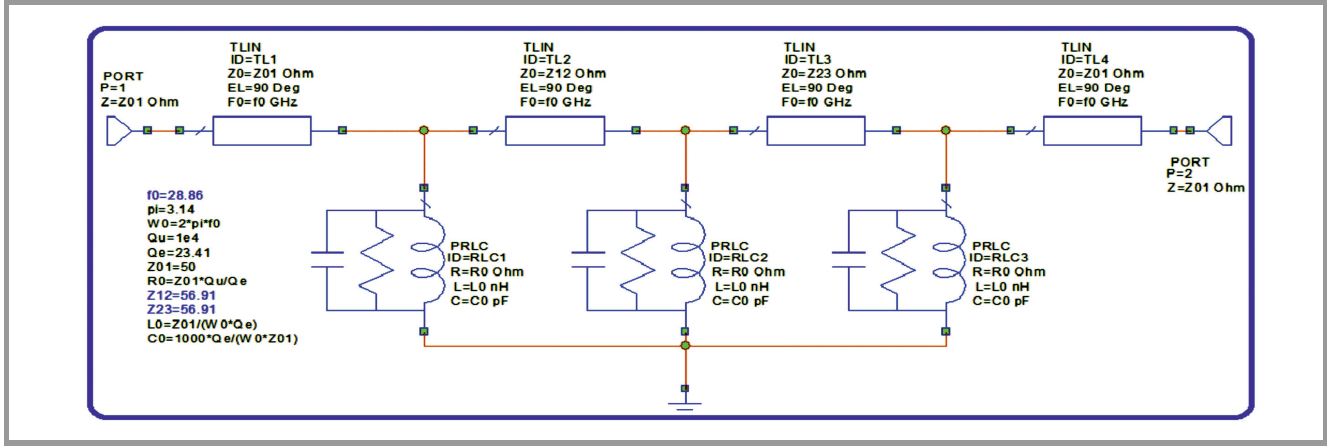 TLIN
ID=TL1
Z0=Z01 Ohm
EL=90 Deg
F0=f0 GHz
TLIN
ID=TL2
Z0=Z12 Ohm
EL=90 Deg
F0=f0 GHz
TLIN
ID=TL3
Z0=Z23 Ohm
EL=90 Deg
F0=f0 GHz
TLIN
ID=TL4
Z0=Z01 Ohm
EL=90 Deg
F0=f0 GHz
PORT
P=1
Z=Z01 Ohm
PORT
P=2
Z=Z01 Ohm
f0=28.86
pi=3.14
W0=2*pi*f0
Qu=1e4
Qe=23.41
Z01=50
R0=Z01*Qu/Qe
Z12=56.91
Z23=56.91
L0=Z01/(W0*Qe)
C0=1000*Qe/(W0*Z01)
PRLC
ID=RLC1
R=R0 Ohm
L=L0 nH
C=C0 pF
PRLC
ID=RLC2
R=R0 Ohm
L=L0 nH
C=C0 pF
PRLC
ID=RLC3
R=R0 Ohm
L=L0 nH
C=C0 pF